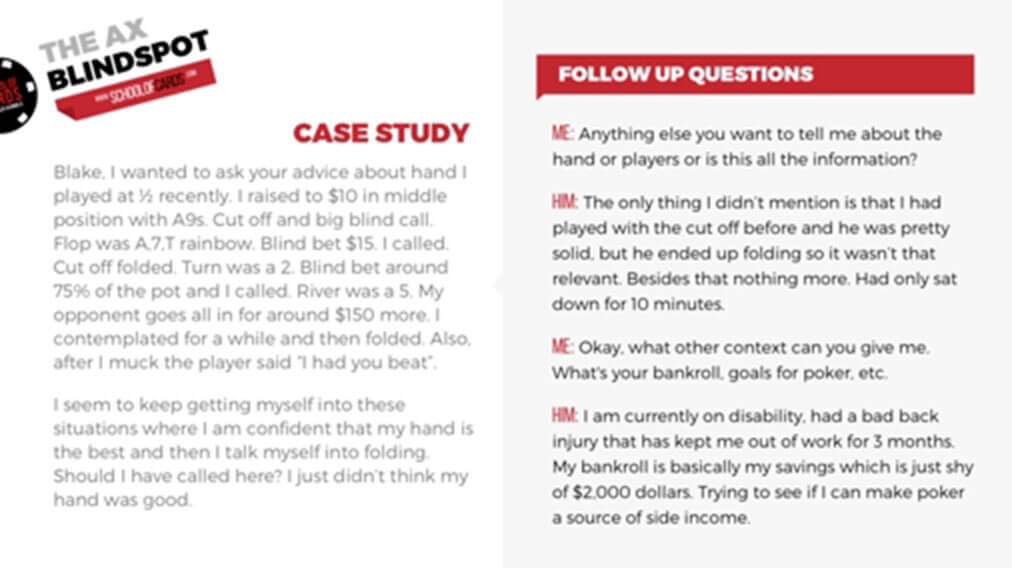 THE AX
BLINDSPOT
WWW.SCHOOLOFCARDS.COM
CASE STUDY
Blake, I wanted to ask your advice about hand I
played at ½ recently. I raised to $10 in middle
position with A9s. Cut off and big blind call.
Flop was A,7,T rainbow. Blind bet $15. I called.
Cut off folded. Turn was a 2. Blind bet around
75% of the pot and I called. River was a 5. My
opponent goes all in for around $150 more. I
contemplated for a while and then folded. Also,
after I muck the player said "I had you beat".
I seem to keep getting myself into these
situations where I am confident that my hand is
the best and then I talk myself into folding.
Should I have called here? I just didn't think my
hand was good.
FOLLOW UP QUESTIONS
ME: Anything else you want to tell me about the
hand or players or is this all the information?
HIM: The only thing I didn't mention is that I had
played with the cut off before and he was pretty
solid, but he ended up folding so it wasn't that
relevant. Besides that nothing more. Had only sat
down for 10 minutes.
ME: Okay, what other context can you give me.
What's your bankroll, goals for poker, etc.
HIM: I am currently on disability, had a bad back
injury that has kept me out of work for 3 months.
My bankroll is basically my savings which is just shy
of $2,000 dollars. Trying to see if I can make poker
a source of side income.